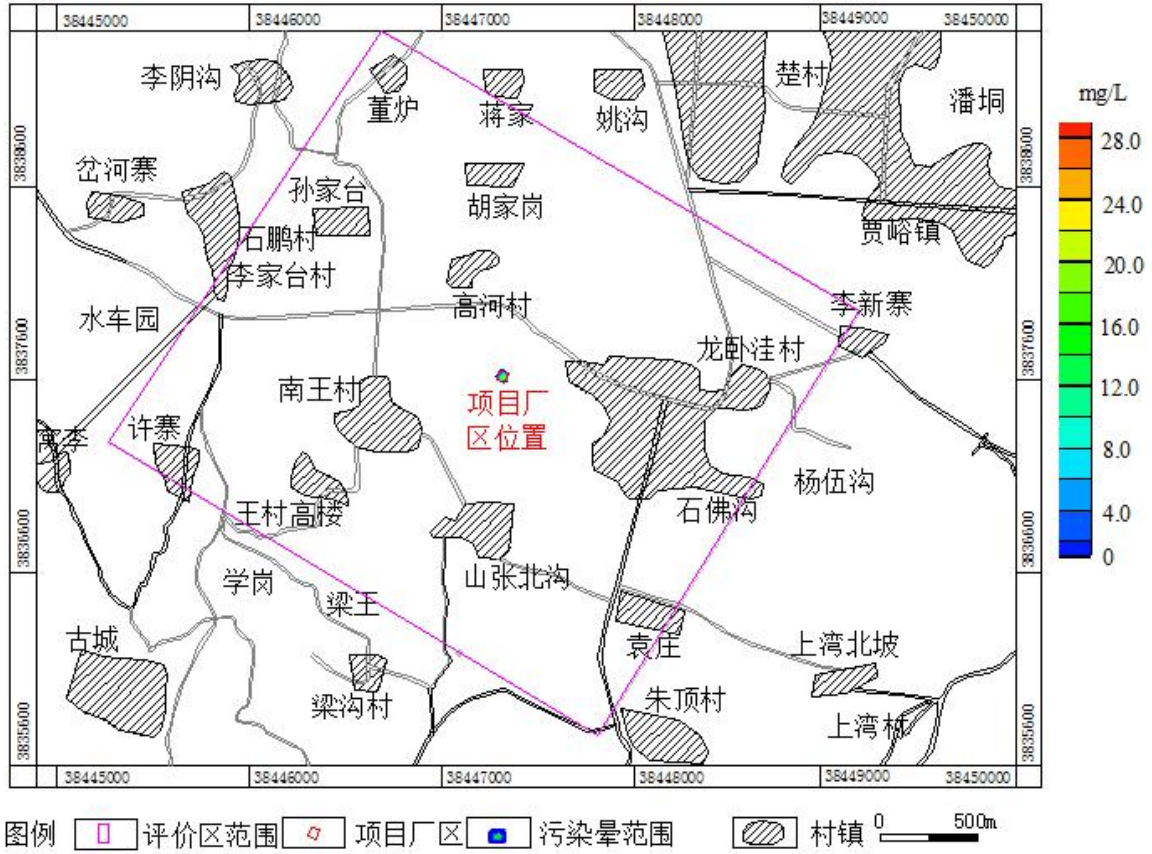 38445000 38446000 38447000 38448000 38449000 38450000
李阴沟
董炉
蒋家
姚沟
楚村
潘垌
mg/L
28.0
24.0
20.0
16.0
12.0
8.0
4.0
0
3838600
3838600
岔河寨
孙家台
胡家岗
贾峪镇
石鹏村
李家台村
高河村
水车园
李新寨
3837600
3837600
龙卧洼村
南王村
项目厂
区位置
许寨
杨伍沟
王村高楼
石佛沟
3836600
3836600
山张北沟
学岗
梁王
古城
袁庄
上湾北坡
梁沟村
朱顶村
上湾村
3835600
3835600
38445000 38446000 38447000 38448000 38449000 38450000
图例 评价区范围 项目厂区 污染晕范围 村镇 0 500m